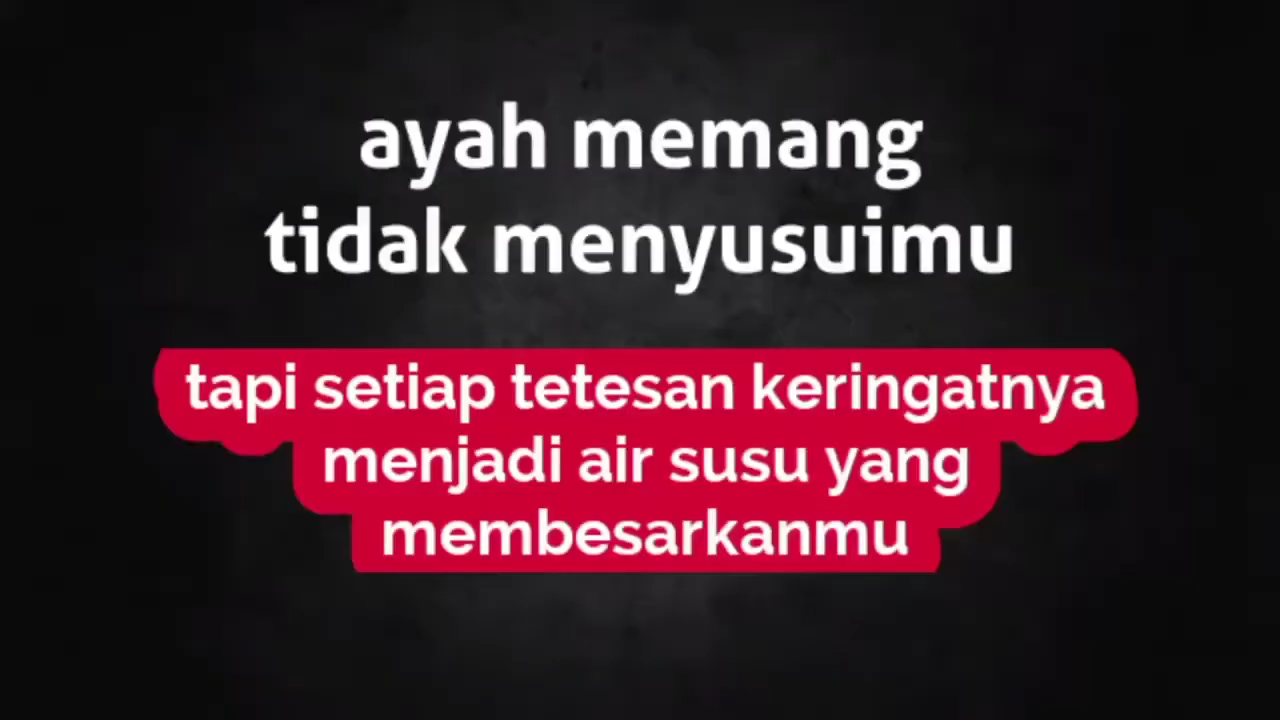 ayah memang
tidak menyusuimu
tapi setiap tetesan keringatnya
menjadi air susu yang
membesarkanmu